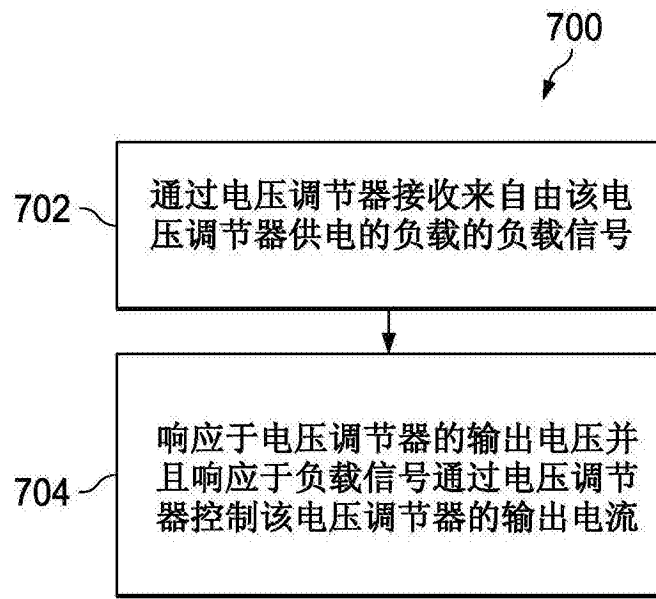 700
702
通过电压调节器接收来自由该电
压调节器供电的负载的负载信号
704
响应于电压调节器的输出电压并
且响应于负载信号通过电压调节
器控制该电压调节器的输出电流